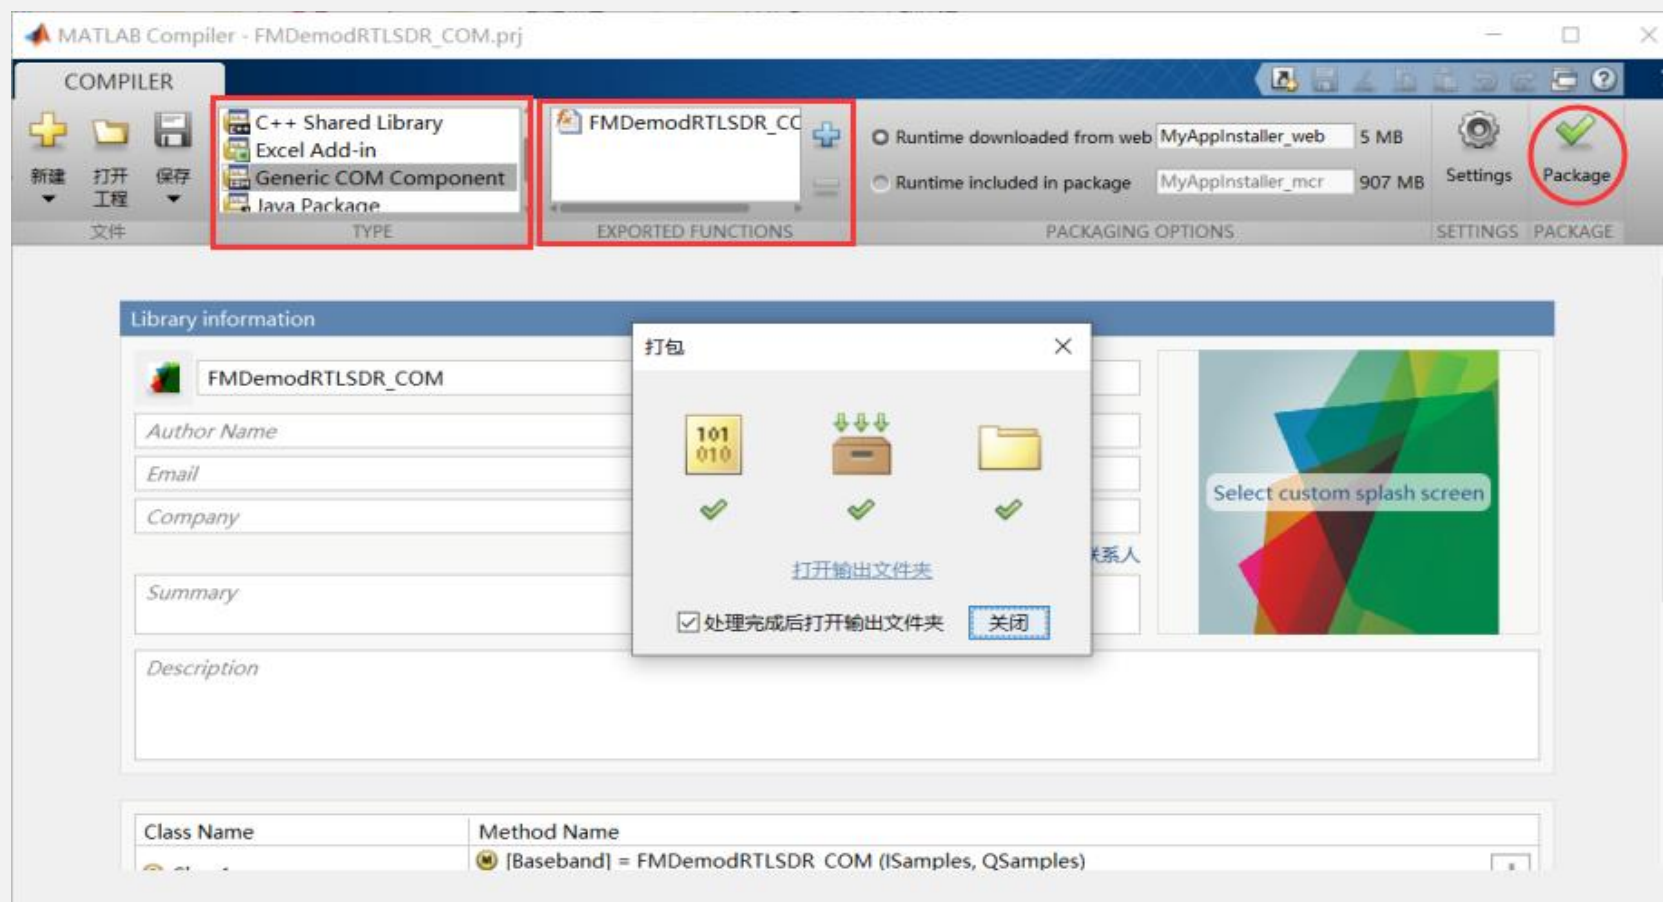 MATLAB Compiler - FMDemodRTLSDR_COM.prj
COMPILER
新建
打开
工程
保存
文件
C++ Shared Library
Excel Add-in
Generic COM Component
Java Package
TYPE
FMDemodRTLSDR_CC
EXPORTED FUNCTIONS
Runtime downloaded from web MyAppInstaller_web 5 MB
Runtime included in package MyAppInstaller_mcr 907 MB
PACKAGING OPTIONS
Settings
SETTINGS
Package
PACKAGE
Library information
FMDemodRTLSDR_COM
Author Name
Email
Company
联系人
Summary
Description
打包
101
010
打开输出文件夹
处理完成后打开输出文件夹
关闭
Select custom splash screen
Class Name Method Name
[Baseband] = FMDemodRTLSDR_COM (ISamples, QSamples)